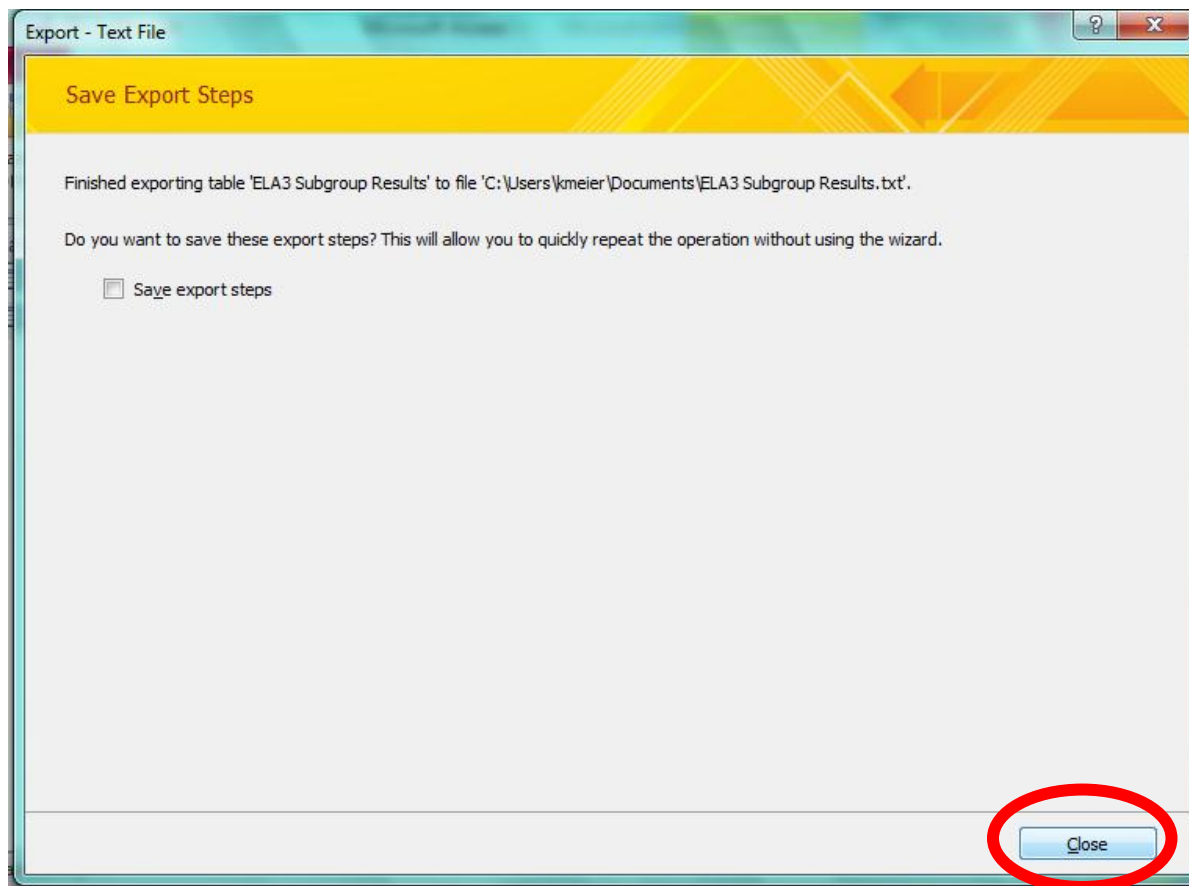 Export - Text File
Save Export Steps
Finished exporting table 'ELA3 Subgroup Results' to file 'C:\Users\kmeier\Documents\ELA3 Subgroup Results.txt'.
Do you want to save these export steps? This will allow you to quickly repeat the operation without using the wizard.
Save export steps
Close